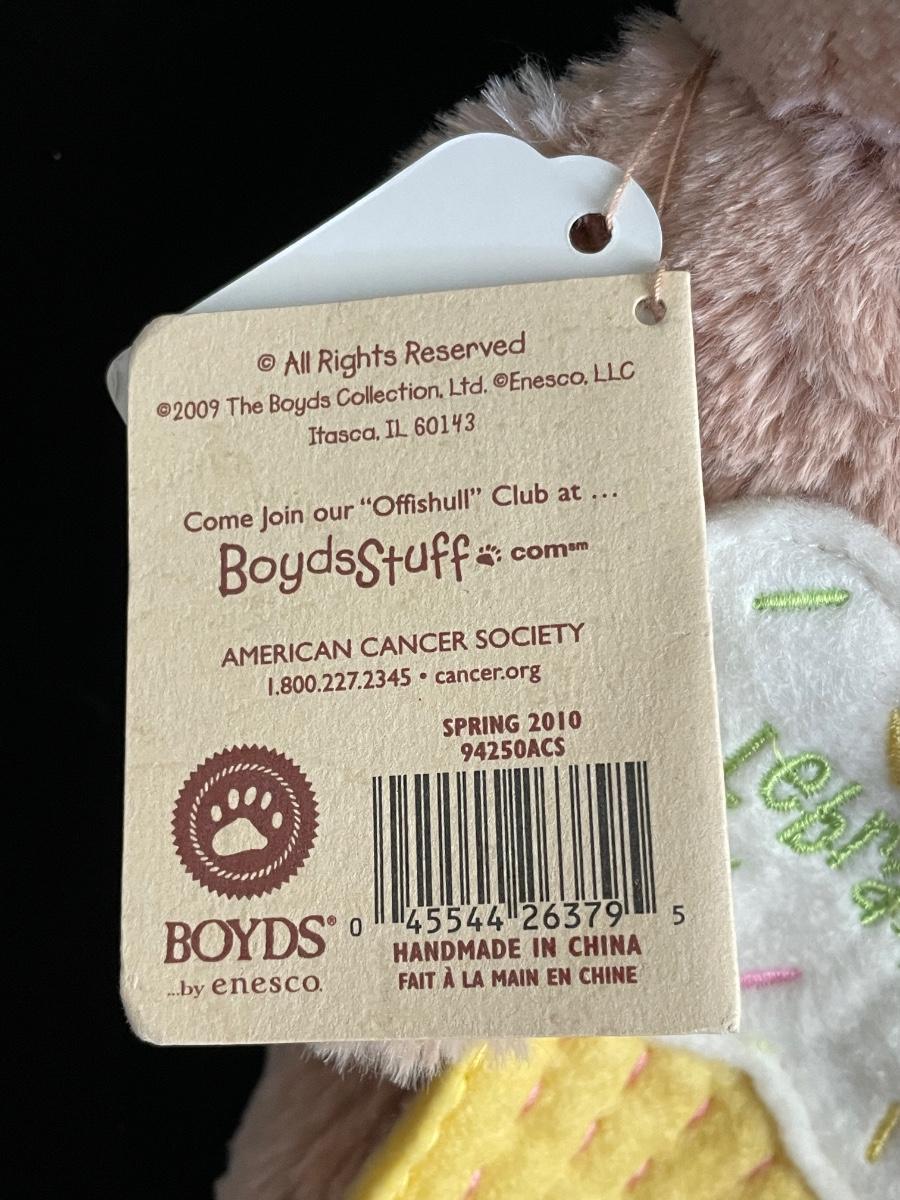 © All Rights Reserved
©2009 The Boyds Collection, Ltd. ©Enesco, LLC
Itasca, IL 60143
Come Join our “Offishull” Club at ...
BoydsStuff.comsm
AMERICAN CANCER SOCIETY
1.800.227.2345 • cancer.org
SPRING 2010
94250ACS
0 45544 26379 5
HANDMADE IN CHINA
FAIT À LA MAIN EN CHINE
BOYDS®
...by enesco.